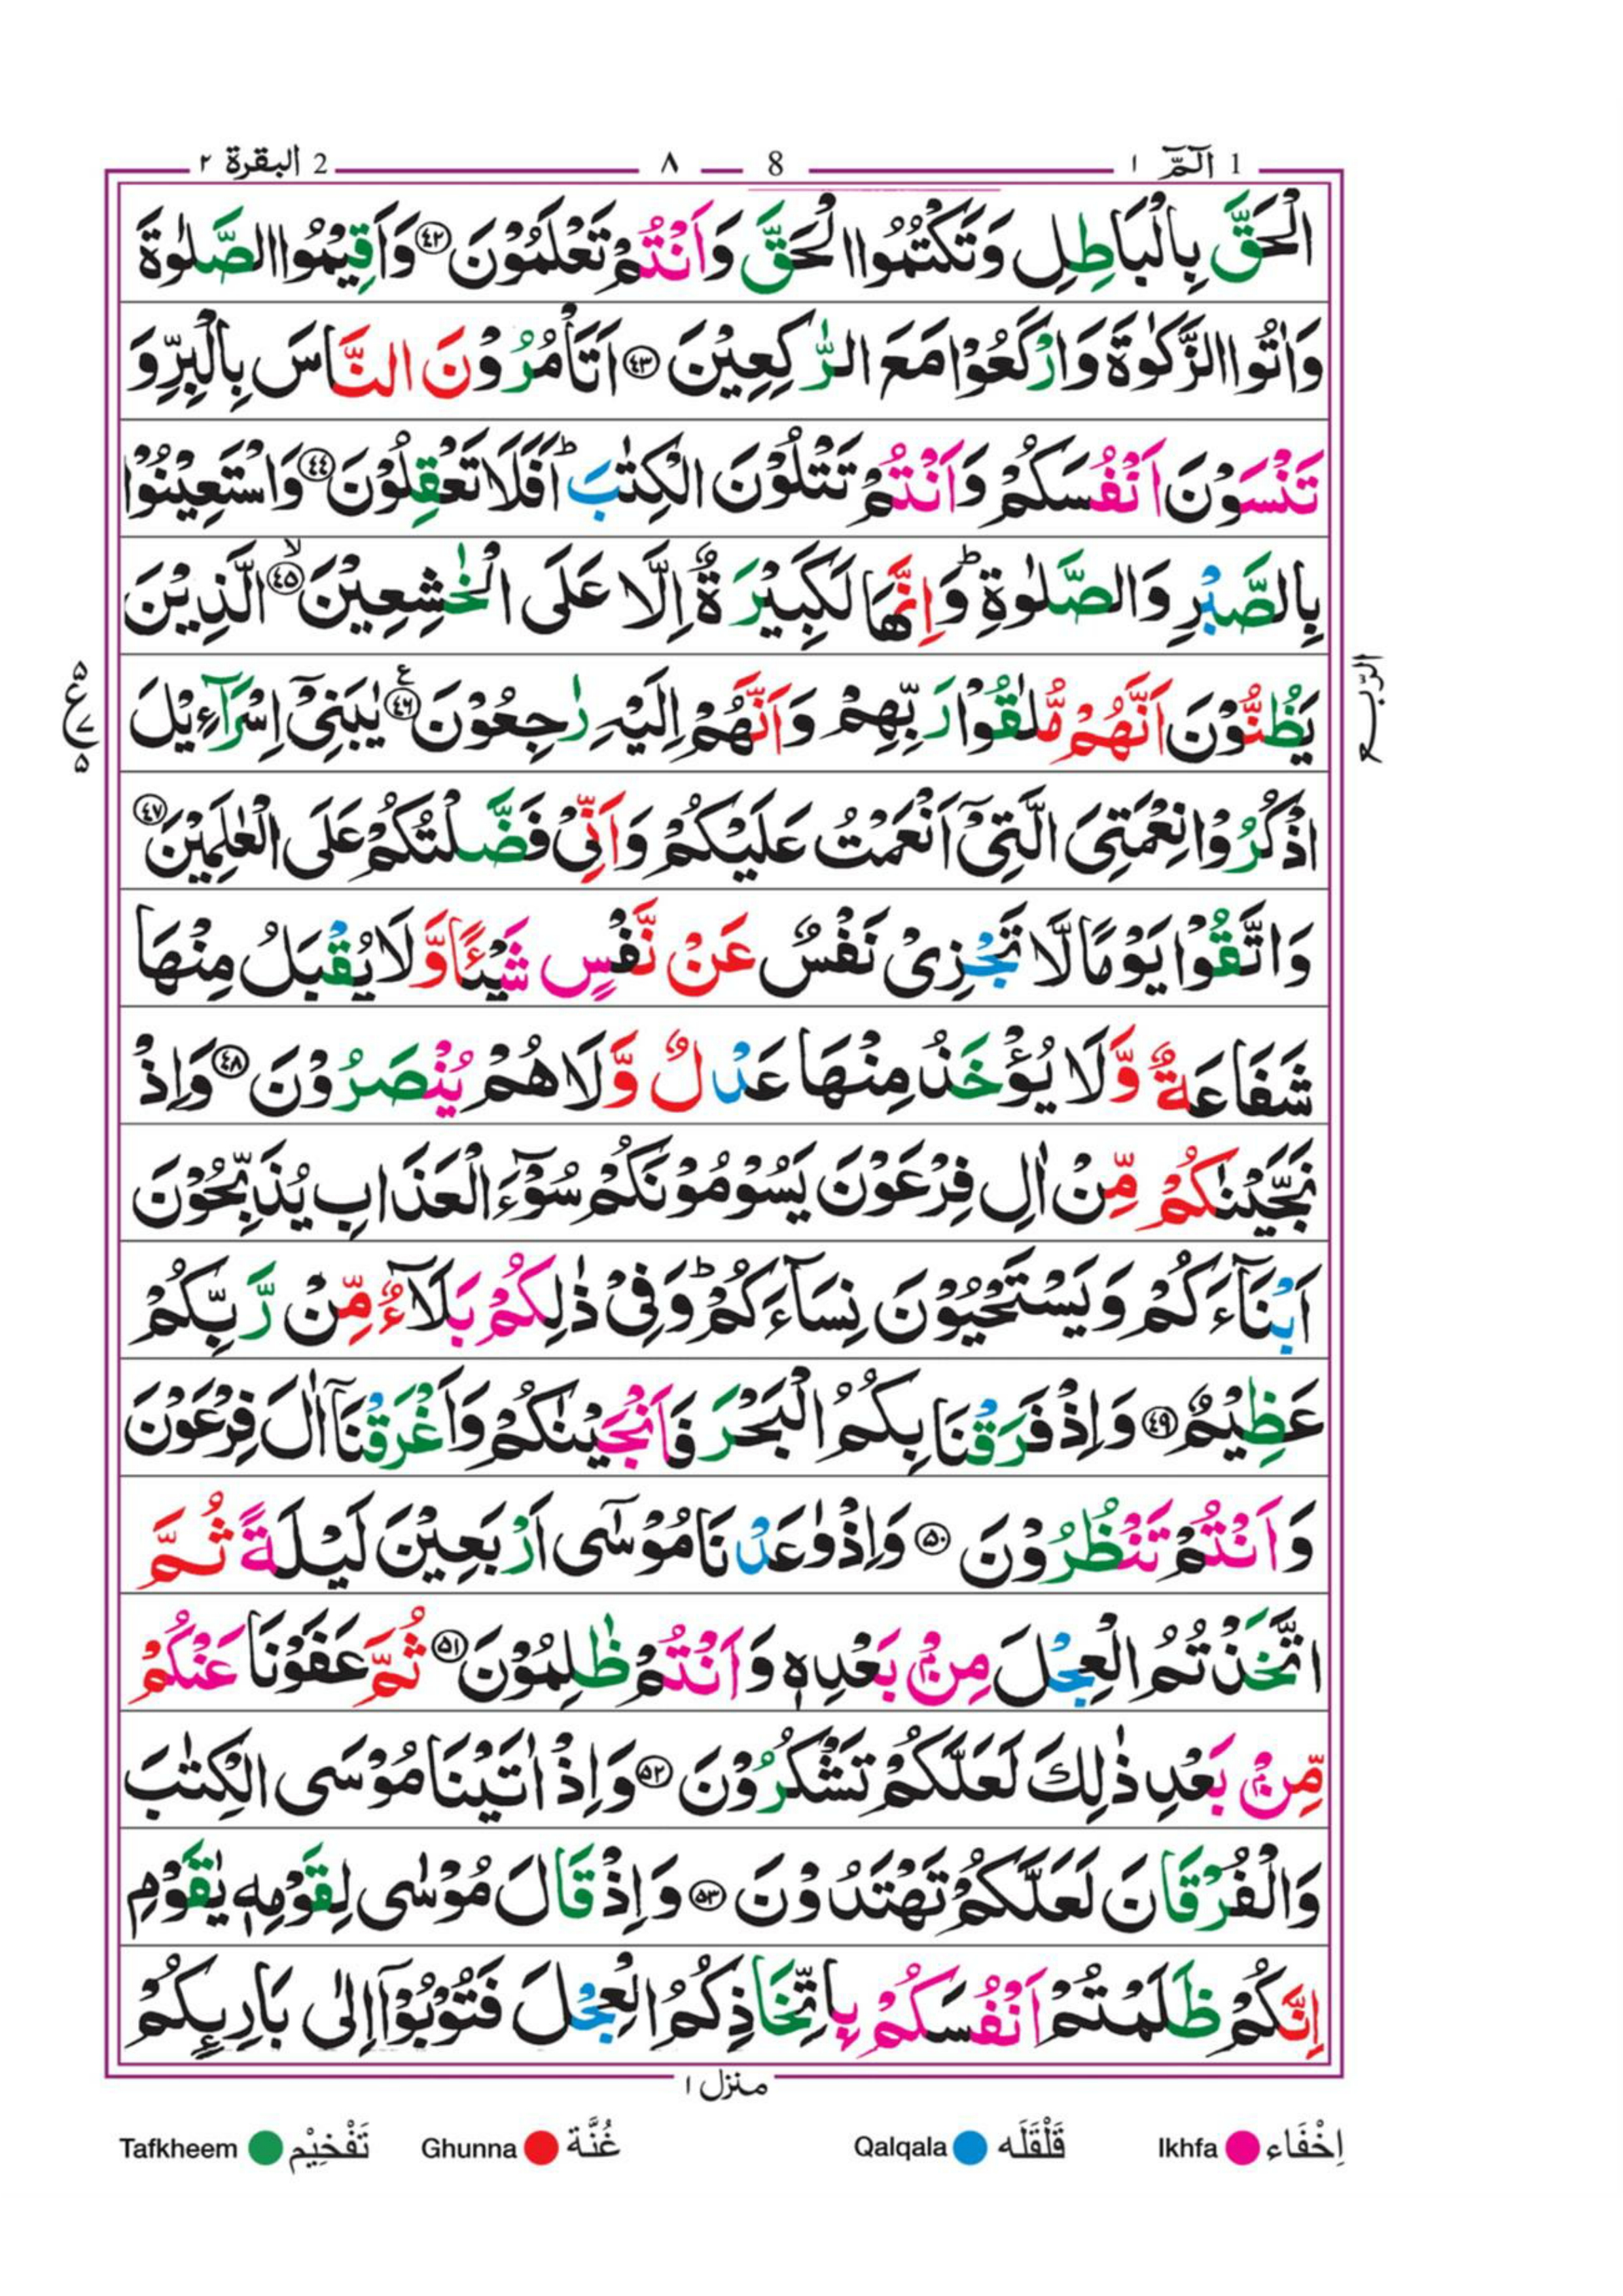 1 الٓمّٓ ١ 8 ٨ 2 البقرة ٢
الْحَقَّ بِالْبَاطِلِ وَتَكْتُمُوا الْحَقَّ وَاَنْتُمْ تَعْلَمُوْنَ ﴿٤٢﴾ وَاَقِيْمُوا الصَّلٰوةَ
وَاٰتُوا الزَّكٰوةَ وَارْكَعُوْا مَعَ الرّٰكِعِيْنَ ﴿٤٣﴾ اَتَاْمُرُوْنَ النَّاسَ بِالْبِرِّ وَ
تَنْسَوْنَ اَنْفُسَكُمْ وَاَنْتُمْ تَتْلُوْنَ الْكِتٰبَ ؕ اَفَلَا تَعْقِلُوْنَ ﴿٤٤﴾ وَاسْتَعِيْنُوْا
بِالصَّبْرِ وَالصَّلٰوةِ ؕ وَاِنَّهَا لَكَبِيْرَةٌ اِلَّا عَلَى الْخٰشِعِيْنَ ۙ﴿٤٥﴾ الَّذِيْنَ
يَظُنُّوْنَ اَنَّهُمْ مُّلٰقُوْا رَبِّهِمْ وَاَنَّهُمْ اِلَيْهِ رٰجِعُوْنَ ﴿٤٦﴾ ع يٰبَنِيْۤ اِسْرَآءِيْلَ
الرّبع
ع ٥ ٧ ٥
اذْكُرُوْا نِعْمَتِيَ الَّتِيْۤ اَنْعَمْتُ عَلَيْكُمْ وَاَنِّيْ فَضَّلْتُكُمْ عَلَى الْعٰلَمِيْنَ ﴿٤٧﴾
وَاتَّقُوْا يَوْمًا لَّا تَجْزِيْ نَفْسٌ عَنْ نَّفْسٍ شَيْـًٔا وَّلَا يُقْبَلُ مِنْهَا
شَفَاعَةٌ وَّلَا يُؤْخَذُ مِنْهَا عَدْلٌ وَّلَا هُمْ يُنْصَرُوْنَ ﴿٤٨﴾ وَاِذْ
نَجَّيْنٰكُمْ مِّنْ اٰلِ فِرْعَوْنَ يَسُوْمُوْنَكُمْ سُوْٓءَ الْعَذَابِ يُذَبِّحُوْنَ
اَبْنَآءَكُمْ وَيَسْتَحْيُوْنَ نِسَآءَكُمْ ؕ وَفِيْ ذٰلِكُمْ بَلَآءٌ مِّنْ رَّبِّكُمْ
عَظِيْمٌ ﴿٤٩﴾ وَاِذْ فَرَقْنَا بِكُمُ الْبَحْرَ فَاَنْجَيْنٰكُمْ وَاَغْرَقْنَاۤ اٰلَ فِرْعَوْنَ
وَاَنْتُمْ تَنْظُرُوْنَ ﴿٥٠﴾ وَاِذْ وٰعَدْنَا مُوْسٰۤى اَرْبَعِيْنَ لَيْلَةً ثُمَّ
اتَّخَذْتُمُ الْعِجْلَ مِنْۢ بَعْدِهٖ وَاَنْتُمْ ظٰلِمُوْنَ ﴿٥١﴾ ثُمَّ عَفَوْنَا عَنْكُمْ
مِّنْۢ بَعْدِ ذٰلِكَ لَعَلَّكُمْ تَشْكُرُوْنَ ﴿٥٢﴾ وَاِذْ اٰتَيْنَا مُوْسَى الْكِتٰبَ
وَالْفُرْقَانَ لَعَلَّكُمْ تَهْتَدُوْنَ ﴿٥٣﴾ وَاِذْ قَالَ مُوْسٰى لِقَوْمِهٖ يٰقَوْمِ
اِنَّكُمْ ظَلَمْتُمْ اَنْفُسَكُمْ بِاتِّخَاذِكُمُ الْعِجْلَ فَتُوْبُوْۤا اِلٰى بَارِىِٕكُمْ
منزل ١
Tafkheem تَفْخِيْم Ghunna غُنَّة Qalqala قَلْقَلَه Ikhfa اِخْفَاء